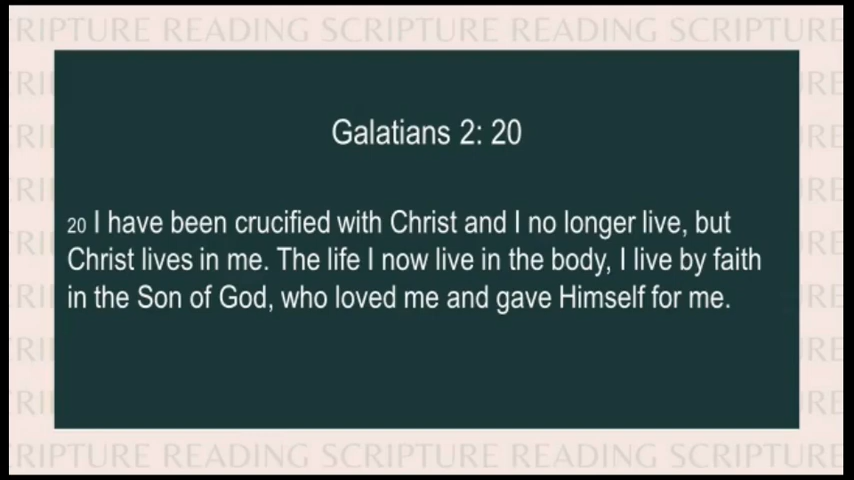 RIPTURE READING SCRIPTURE READING SCRIPTURE
Galatians 2: 20
20 I have been crucified with Christ and I no longer live, but
Christ lives in me. The life I now live in the body, I live by faith
in the Son of God, who loved me and gave Himself for me.
RIPTURE READING SCRIPTURE READING SCRIPTURE